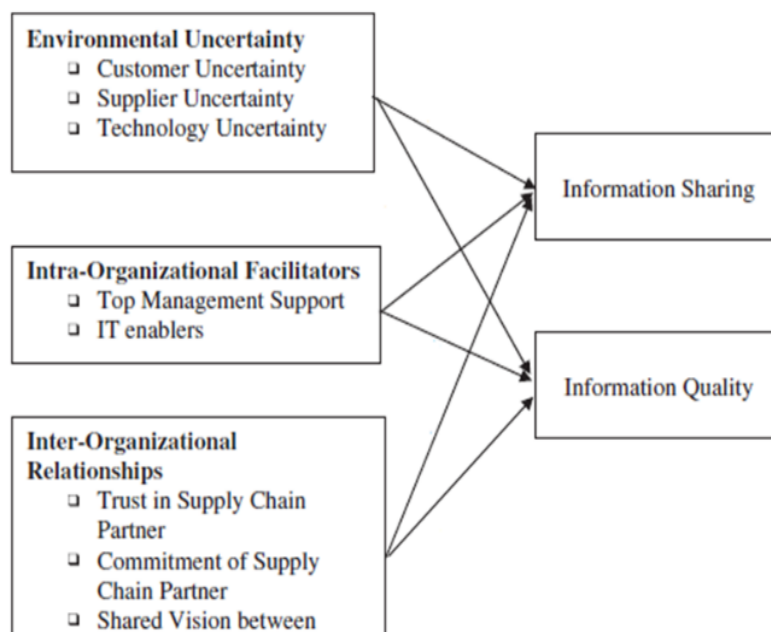 Environmental Uncertainty
❑ Customer Uncertainty
❑ Supplier Uncertainty
❑ Technology Uncertainty
Information Sharing
Intra-Organizational Facilitators
❑ Top Management Support
❑ IT enablers
Information Quality
Inter-Organizational
Relationships
❑ Trust in Supply Chain
Partner
❑ Commitment of Supply
Chain Partner
❑ Shared Vision between